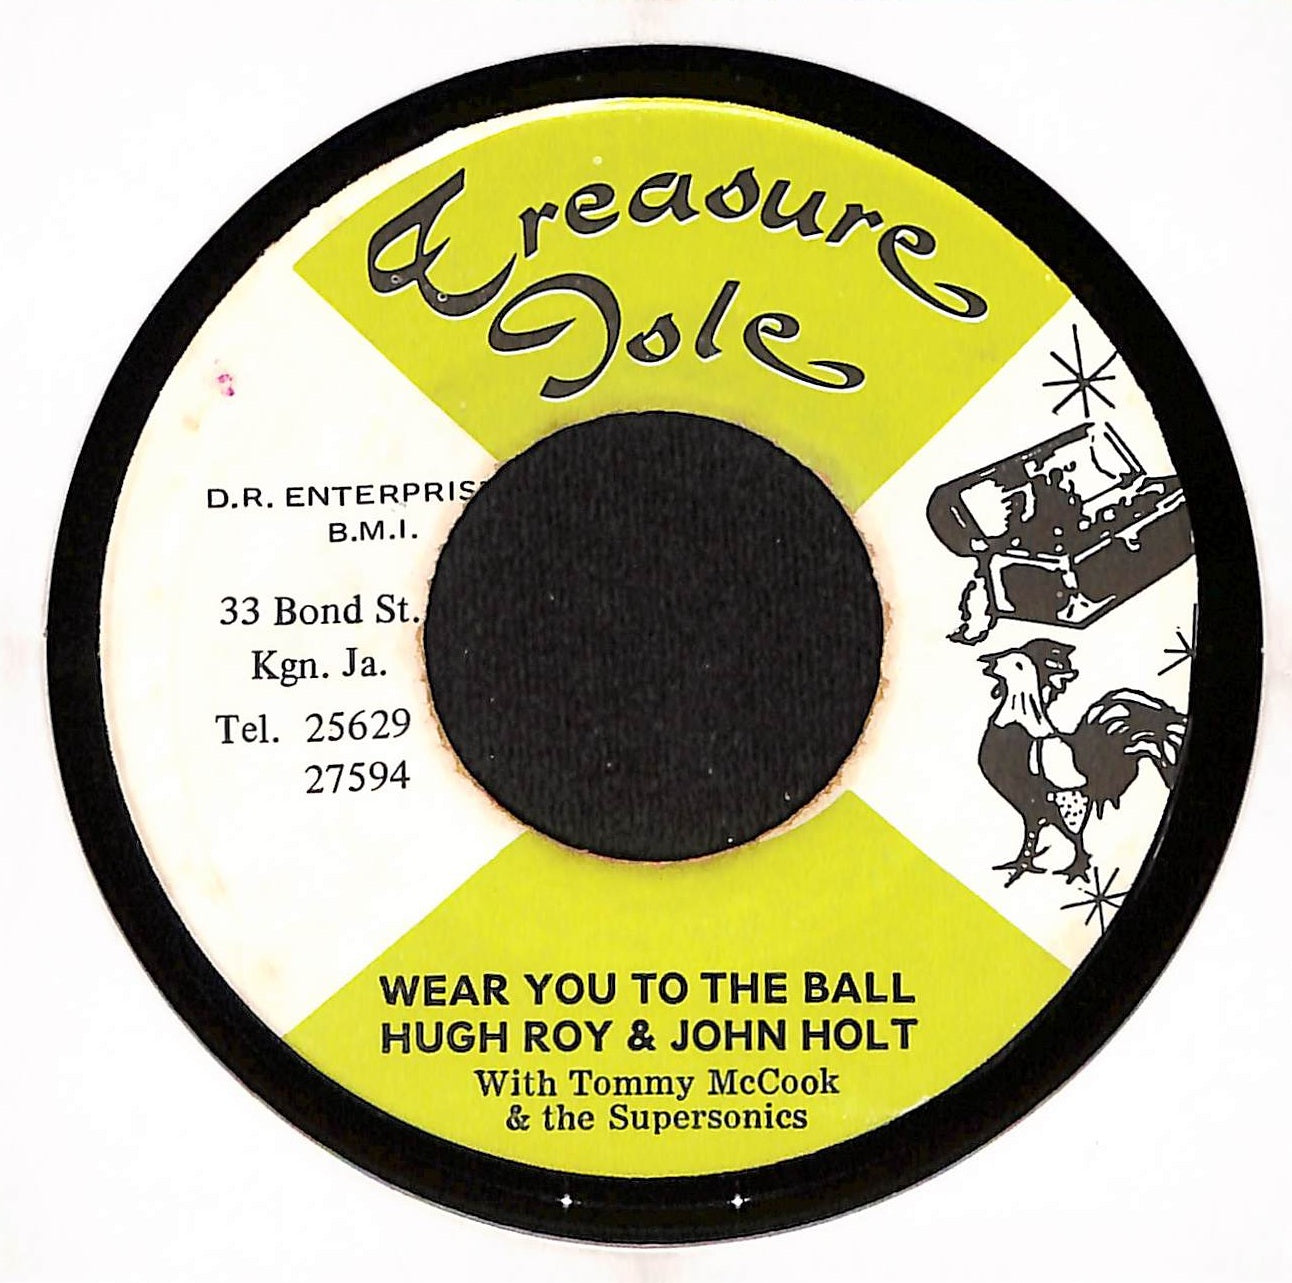 Treasure
Isle
D.R. ENTERPRIS
B.M.I.
33 Bond St.
Kgn. Ja.
Tel. 25629
27594
WEAR YOU TO THE BALL
HUGH ROY & JOHN HOLT
With Tommy McCook
& the Supersonics